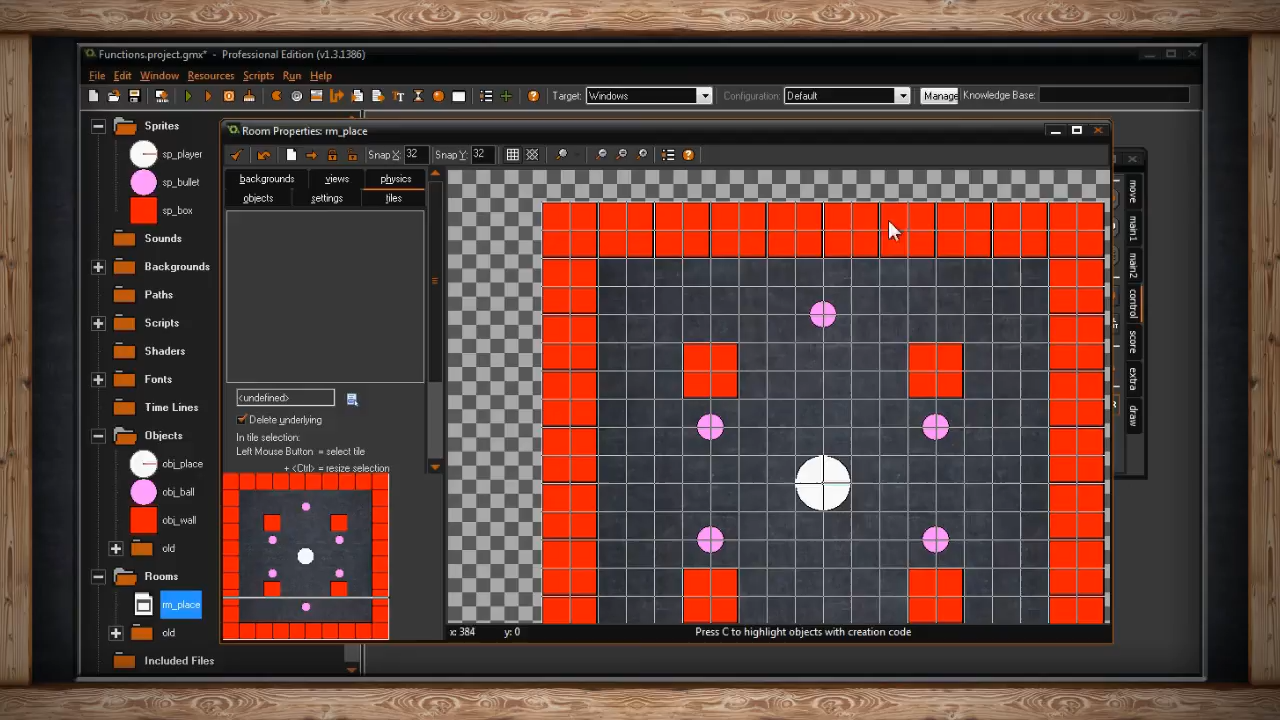 Functions.project.gmx* - Professional Edition (v1.3.1386)
File Edit Window Resources Scripts Run Help
Target: Windows Configuration: Default Manage Knowledge Base:
Sprites
sp_player
sp_bullet
sp_box
Sounds
Backgrounds
Paths
Scripts
Shaders
Fonts
Time Lines
Objects
obj_place
obj_ball
obj_wall
old
Rooms
rm_place
old
Included Files
Room Properties: rm_place
Snap X: 32 Snap Y: 32
backgrounds views physics
objects settings tiles
<undefined>
Delete underlying
In tile selection:
Left Mouse Button = select tile
+ <Ctrl> = resize selection
x: 384 y: 0 Press C to highlight objects with creation code
move
main1
main2
control
score
extra
draw